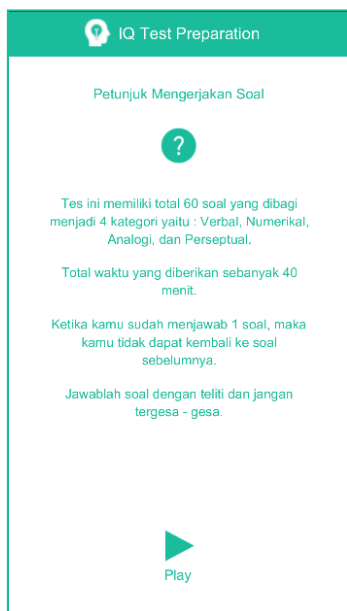 IQ Test Preparation
Petunjuk Mengerjakan Soal
?
Tes ini memiliki total 60 soal yang dibagi
menjadi 4 kategori yaitu : Verbal, Numerikal,
Analogi, dan Perseptual.
Total waktu yang diberikan sebanyak 40
menit.
Ketika kamu sudah menjawab 1 soal, maka
kamu tidak dapat kembali ke soal
sebelumnya.
Jawablah soal dengan teliti dan jangan
tergesa - gesa.
Play